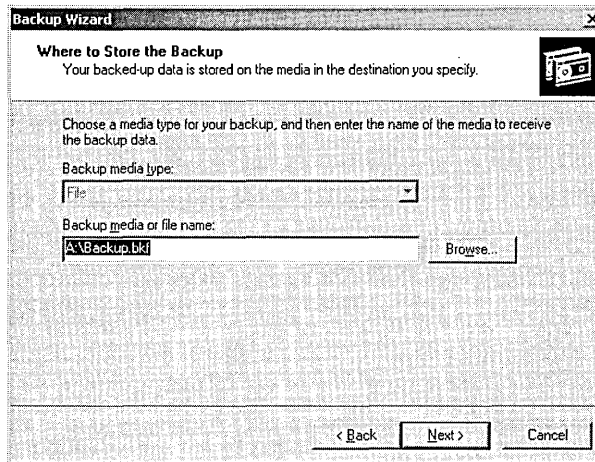 Backup Wizard
Where to Store the Backup
Your backed-up data is stored on the media in the destination you specify.
Choose a media type for your backup, and then enter the name of the media to receive
the backup data.
Backup media type:
File
Backup media or file name:
A:\Backup.bkf
Browse...
< Back
Next >
Cancel